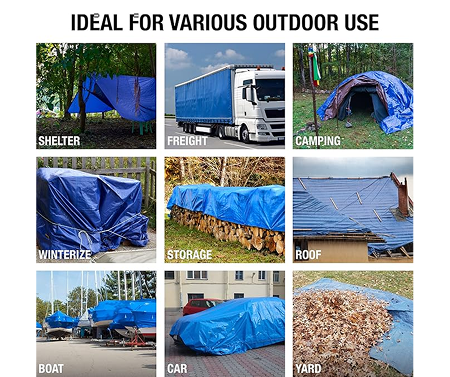 IDEAL FOR VARIOUS OUTDOOR USE
SHELTER
FREIGHT
CAMPING
WINTERIZE
STORAGE
ROOF
BOAT
CAR
YARD